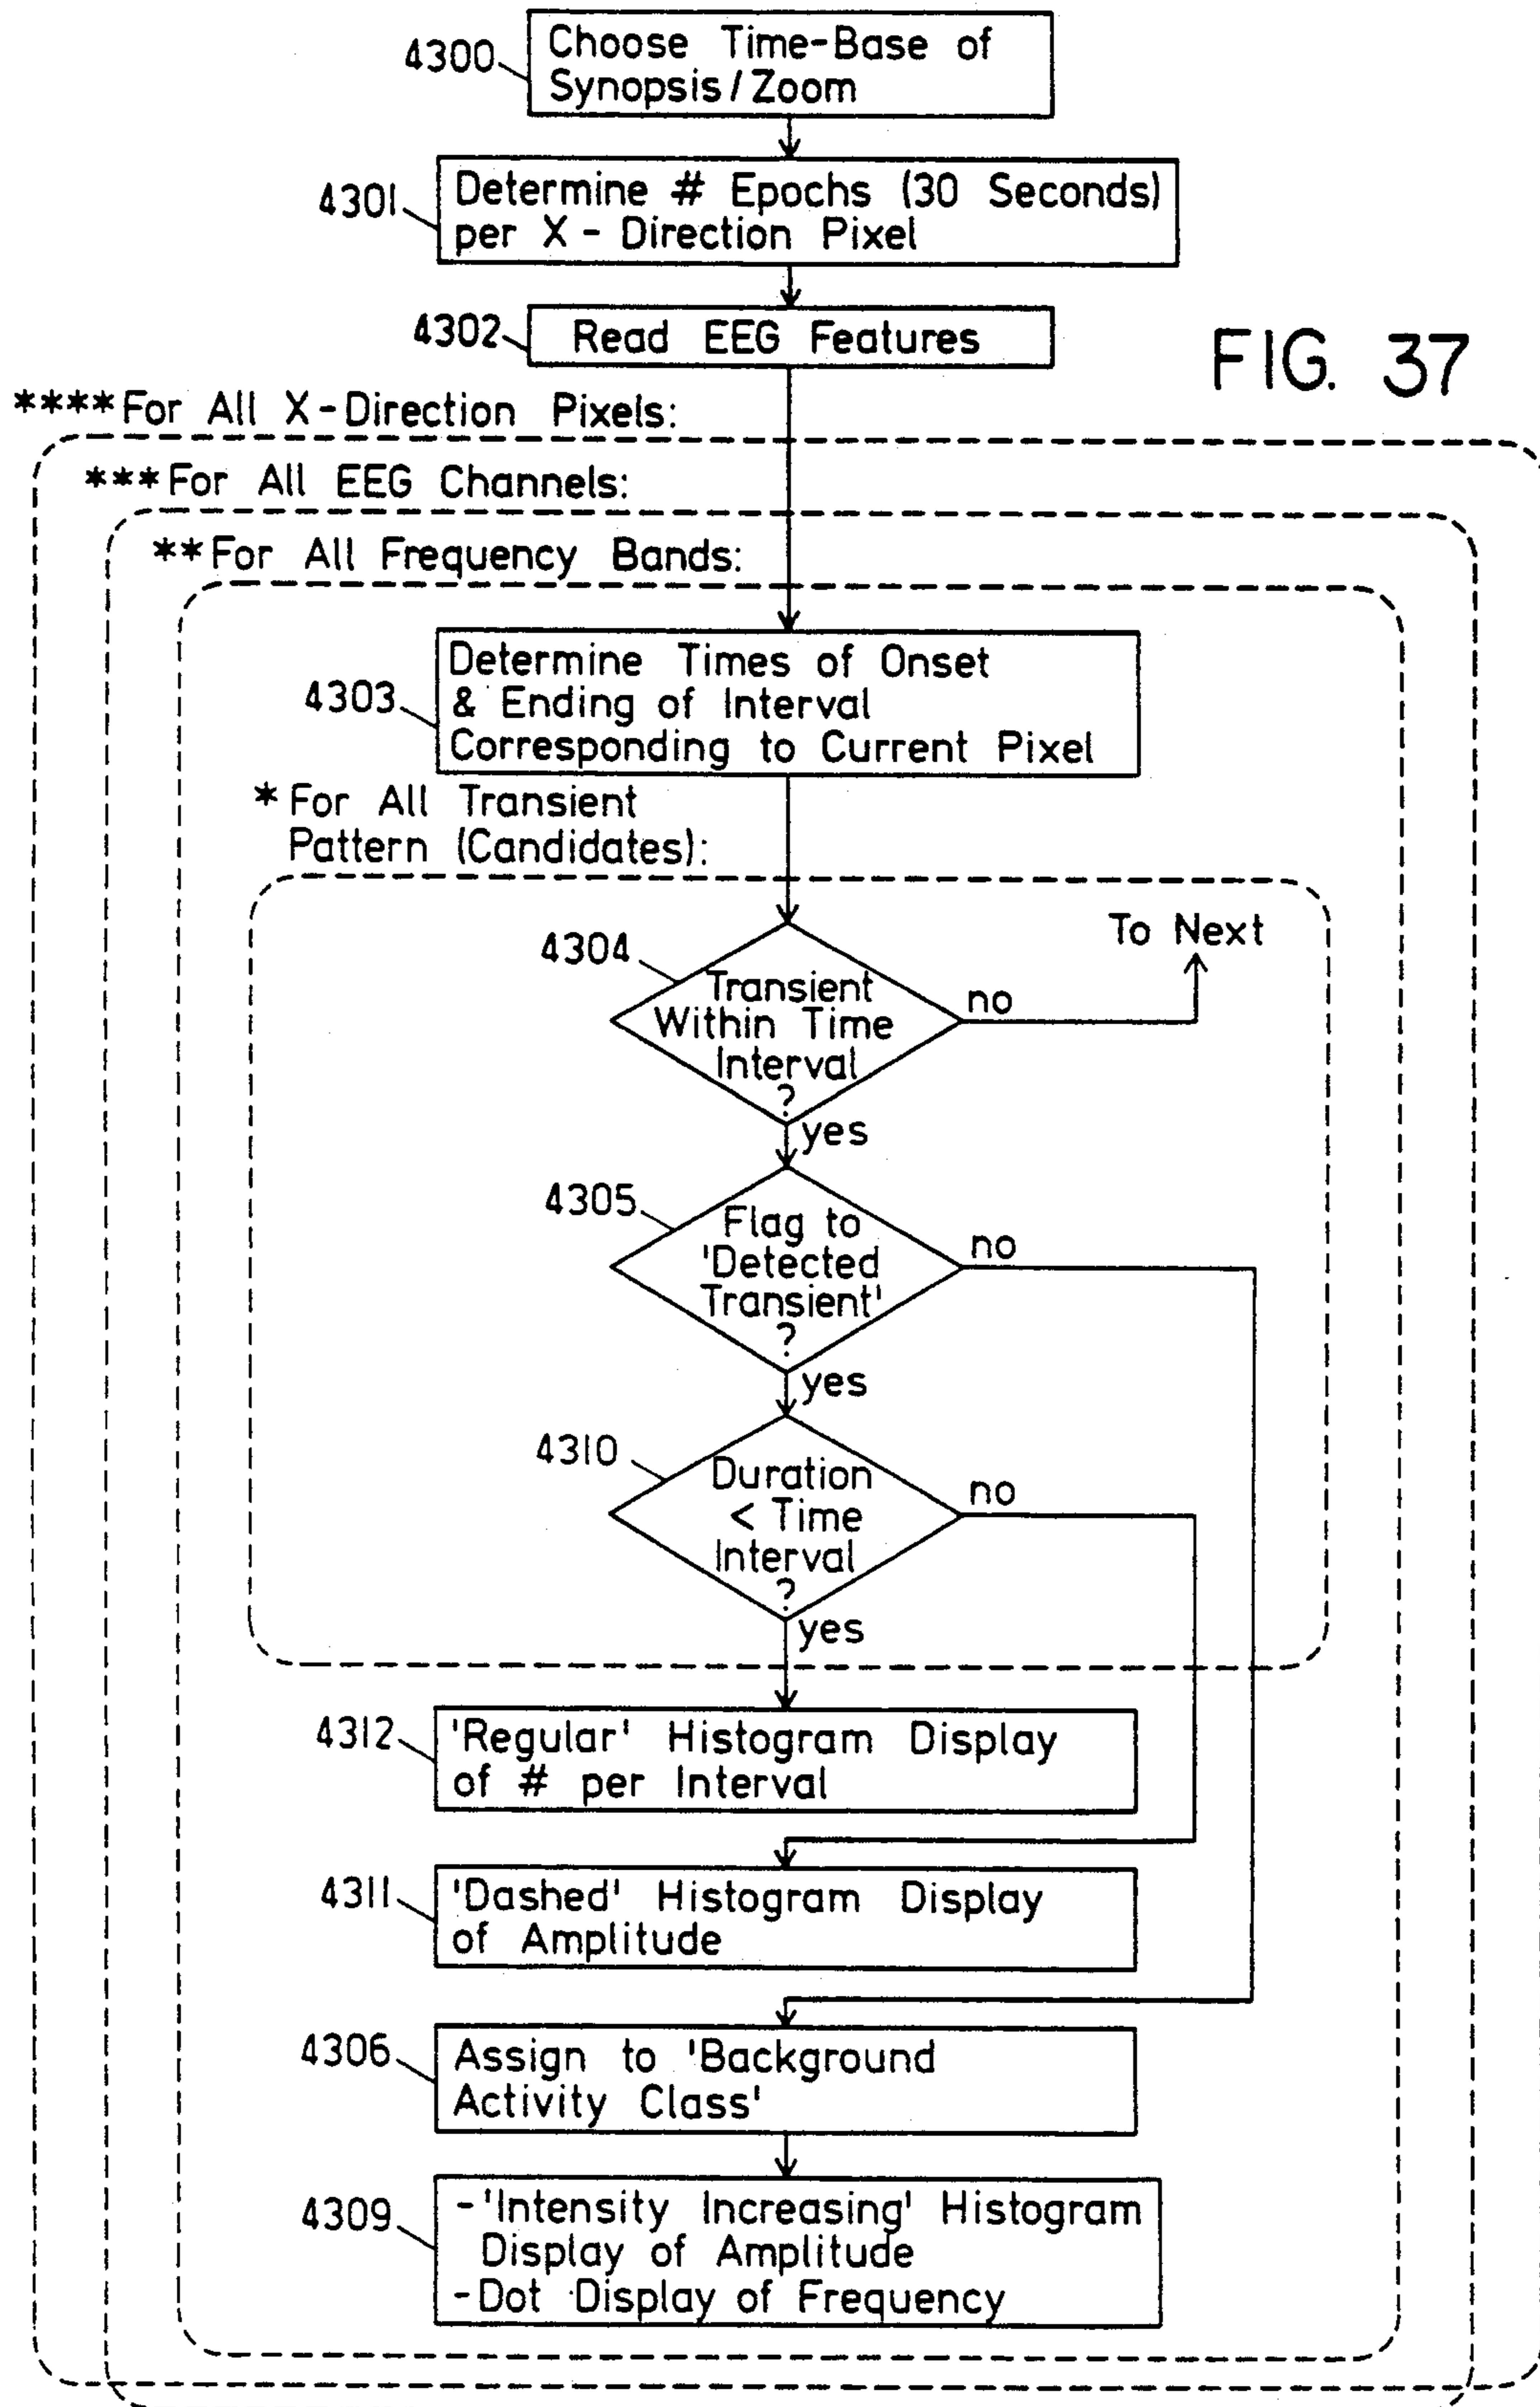 4300
Choose Time-Base of
Synopsis/Zoom
4301
Determine # Epochs (30 Seconds)
per X-Direction Pixel
4302
Read EEG Features
FIG. 37
****For All X-Direction Pixels:
***For All EEG Channels:
**For All Frequency Bands:
4303
Determine Times of Onset
& Ending of Interval
Corresponding to Current Pixel
*For All Transient
Pattern (Candidates):
To Next
4304
Transient
Within Time
Interval
?
no
yes
4305
Flag to
'Detected
Transient'
?
no
yes
4310
Duration
< Time
Interval
?
no
yes
4312
'Regular' Histogram Display
of # per Interval
4311
'Dashed' Histogram Display
of Amplitude
4306
Assign to 'Background
Activity Class'
4309
-'Intensity Increasing' Histogram
Display of Amplitude
-Dot Display of Frequency